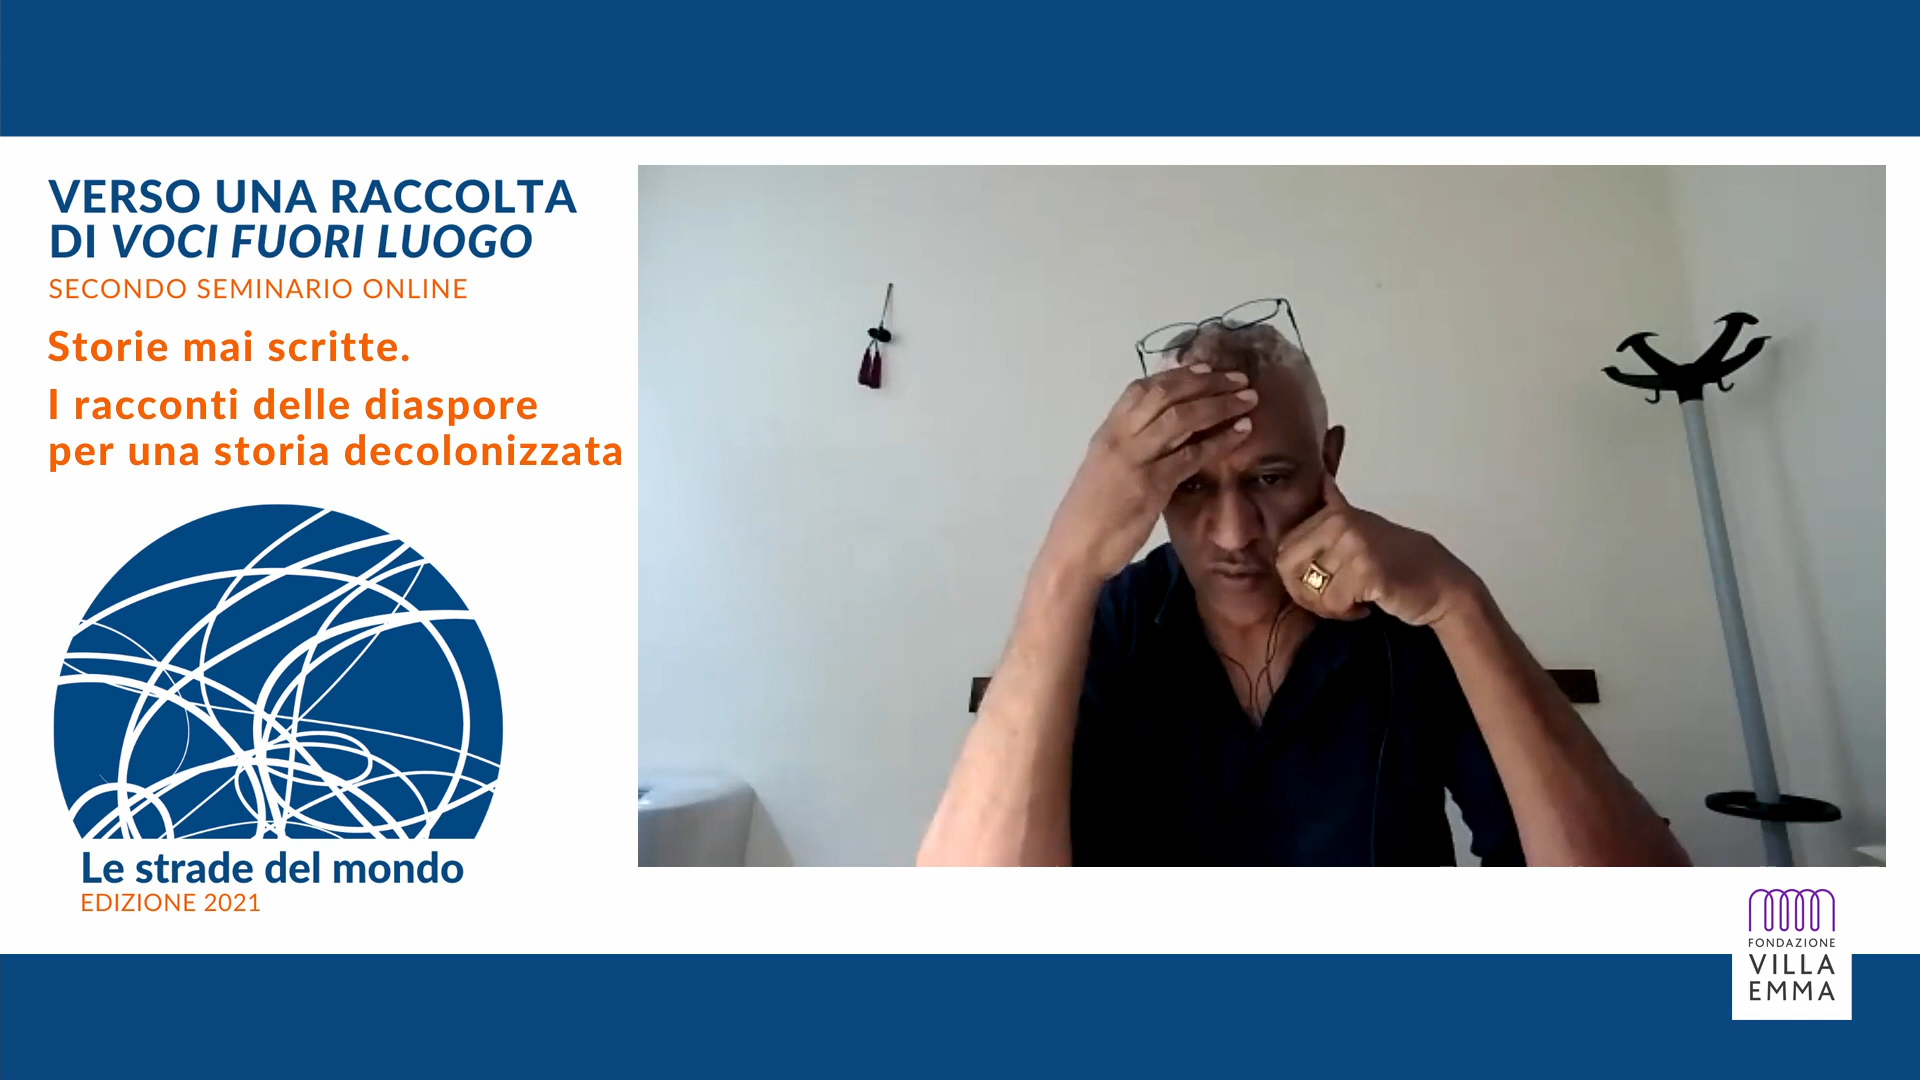 VERSO UNA RACCOLTA
DI VOCI FUORI LUOGO
SECONDO SEMINARIO ONLINE
Storie mai scritte.
I racconti delle diaspore
per una storia decolonizzata
Le strade del mondo
EDIZIONE 2021
FONDAZIONE
VILLA
EMMA